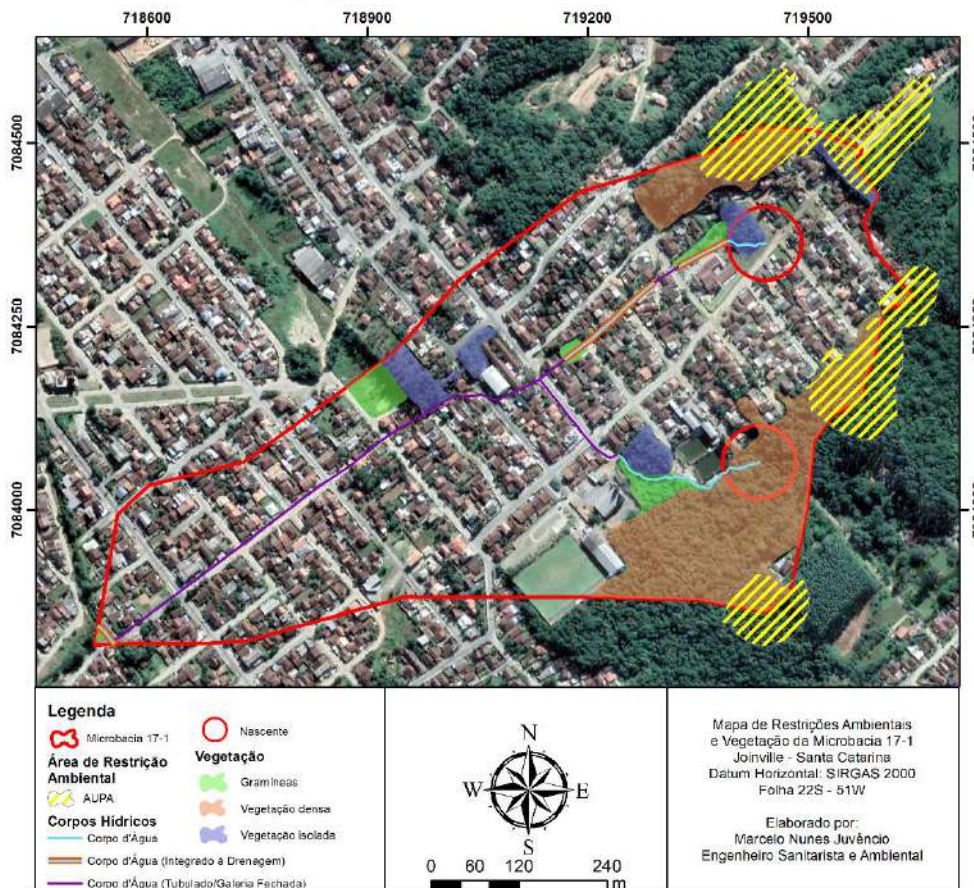 718600 718900 719200 719500
7084500
7084250
7084000
Legenda
Microbacia 17-1
Área de Restrição
Ambiental
AUPA
Corpos Hídricos
Corpo d'Água
Corpo d'Água (Integrado à Drenagem)
Corpo d'Água (Tubulado/Galeria Fechada)
Nascente
Vegetação
Gramíneas
Vegetação densa
Vegetação isolada
N
W E
S
0 60 120 240
m
Mapa de Restrições Ambientais
e Vegetação da Microbacia 17-1
Joinville - Santa Catarina
Datum Horizontal: SIRGAS 2000
Folha 22S - 51W
Elaborado por:
Marcelo Nunes Juvêncio
Engenheiro Sanitarista e Ambiental